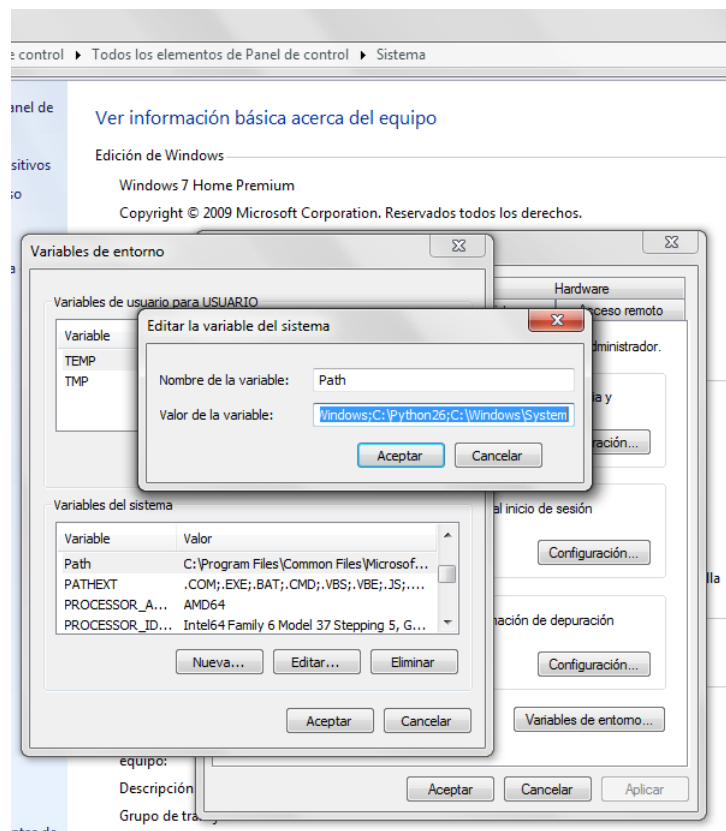 e control ▸ Todos los elementos de Panel de control ▸ Sistema
anel de
Ver información básica acerca del equipo
sitivos
Edición de Windows
so
Windows 7 Home Premium
Copyright © 2009 Microsoft Corporation. Reservados todos los derechos.
Variables de entorno
a
Hardware
Acceso remoto
Variables de usuario para USUARIO
Variable
TEMP
TMP
Editar la variable del sistema
dministrador.
Nombre de la variable: Path
Valor de la variable: Windows;C:\Python26;C:\Windows\System
ia y
Aceptar Cancelar
ración...
Variables del sistema
al inicio de sesión
Variable Valor
Path C:\Program Files\Common Files\Microsof...
PATHEXT .COM;.EXE;.BAT;.CMD;.VBS;.VBE;.JS;....
PROCESSOR_A... AMD64
PROCESSOR_ID... Intel64 Family 6 Model 37 Stepping 5, G...
Configuración...
lla
mación de depuración
Nueva... Editar... Eliminar
Configuración...
Aceptar Cancelar
Variables de entorno...
equipo:
Descripción
Aceptar Cancelar Aplicar
Grupo de tra